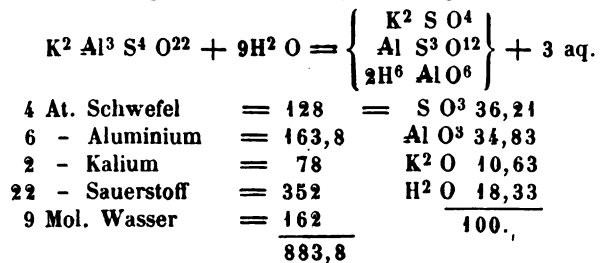 K² Al³ S⁴ O²² + 9H² O = { K² S O⁴
Al S³ O¹²
2H⁶ Al O⁶ } + 3 aq.
4 At. Schwefel = 128 = S O³ 36,21
6 - Aluminium = 163,8 Al O³ 34,83
2 - Kalium = 78 K² O 10,63
22 - Sauerstoff = 352 H² O 18,33
9 Mol. Wasser = 162 100.,
883,8